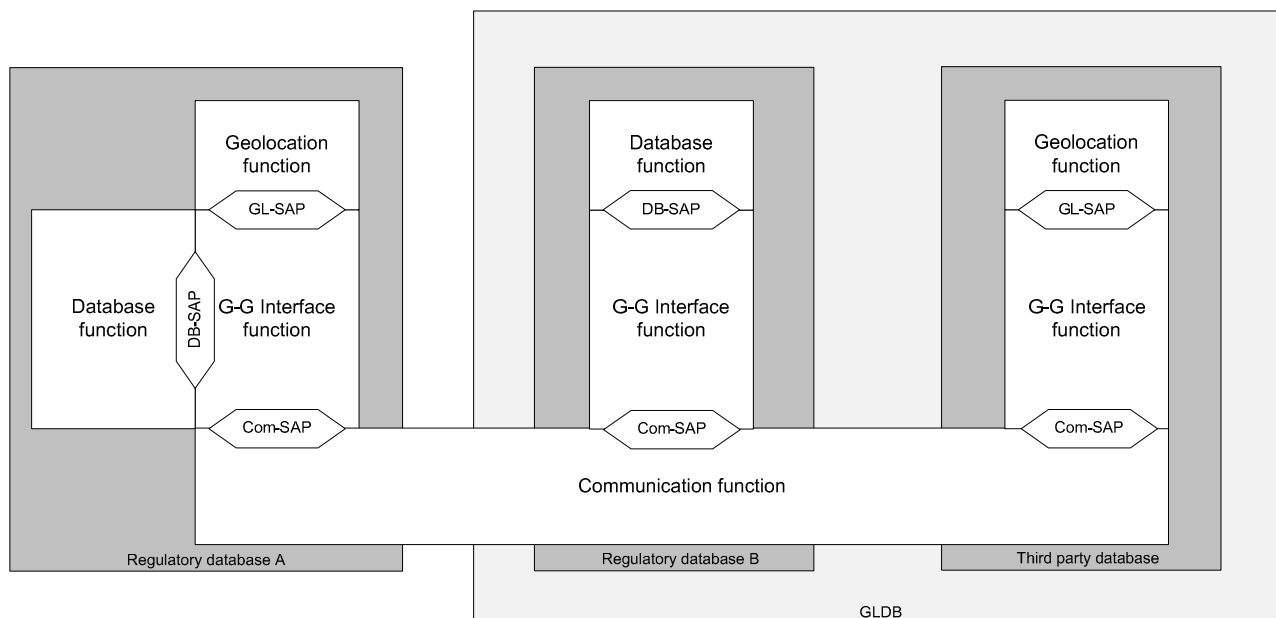 Geolocation
function
GL-SAP
Database
function
DB-SAP
G-G Interface
function
Com-SAP
Regulatory database A
Database
function
DB-SAP
G-G Interface
function
Com-SAP
Regulatory database B
Geolocation
function
GL-SAP
G-G Interface
function
Com-SAP
Third party database
Communication function
GLDB